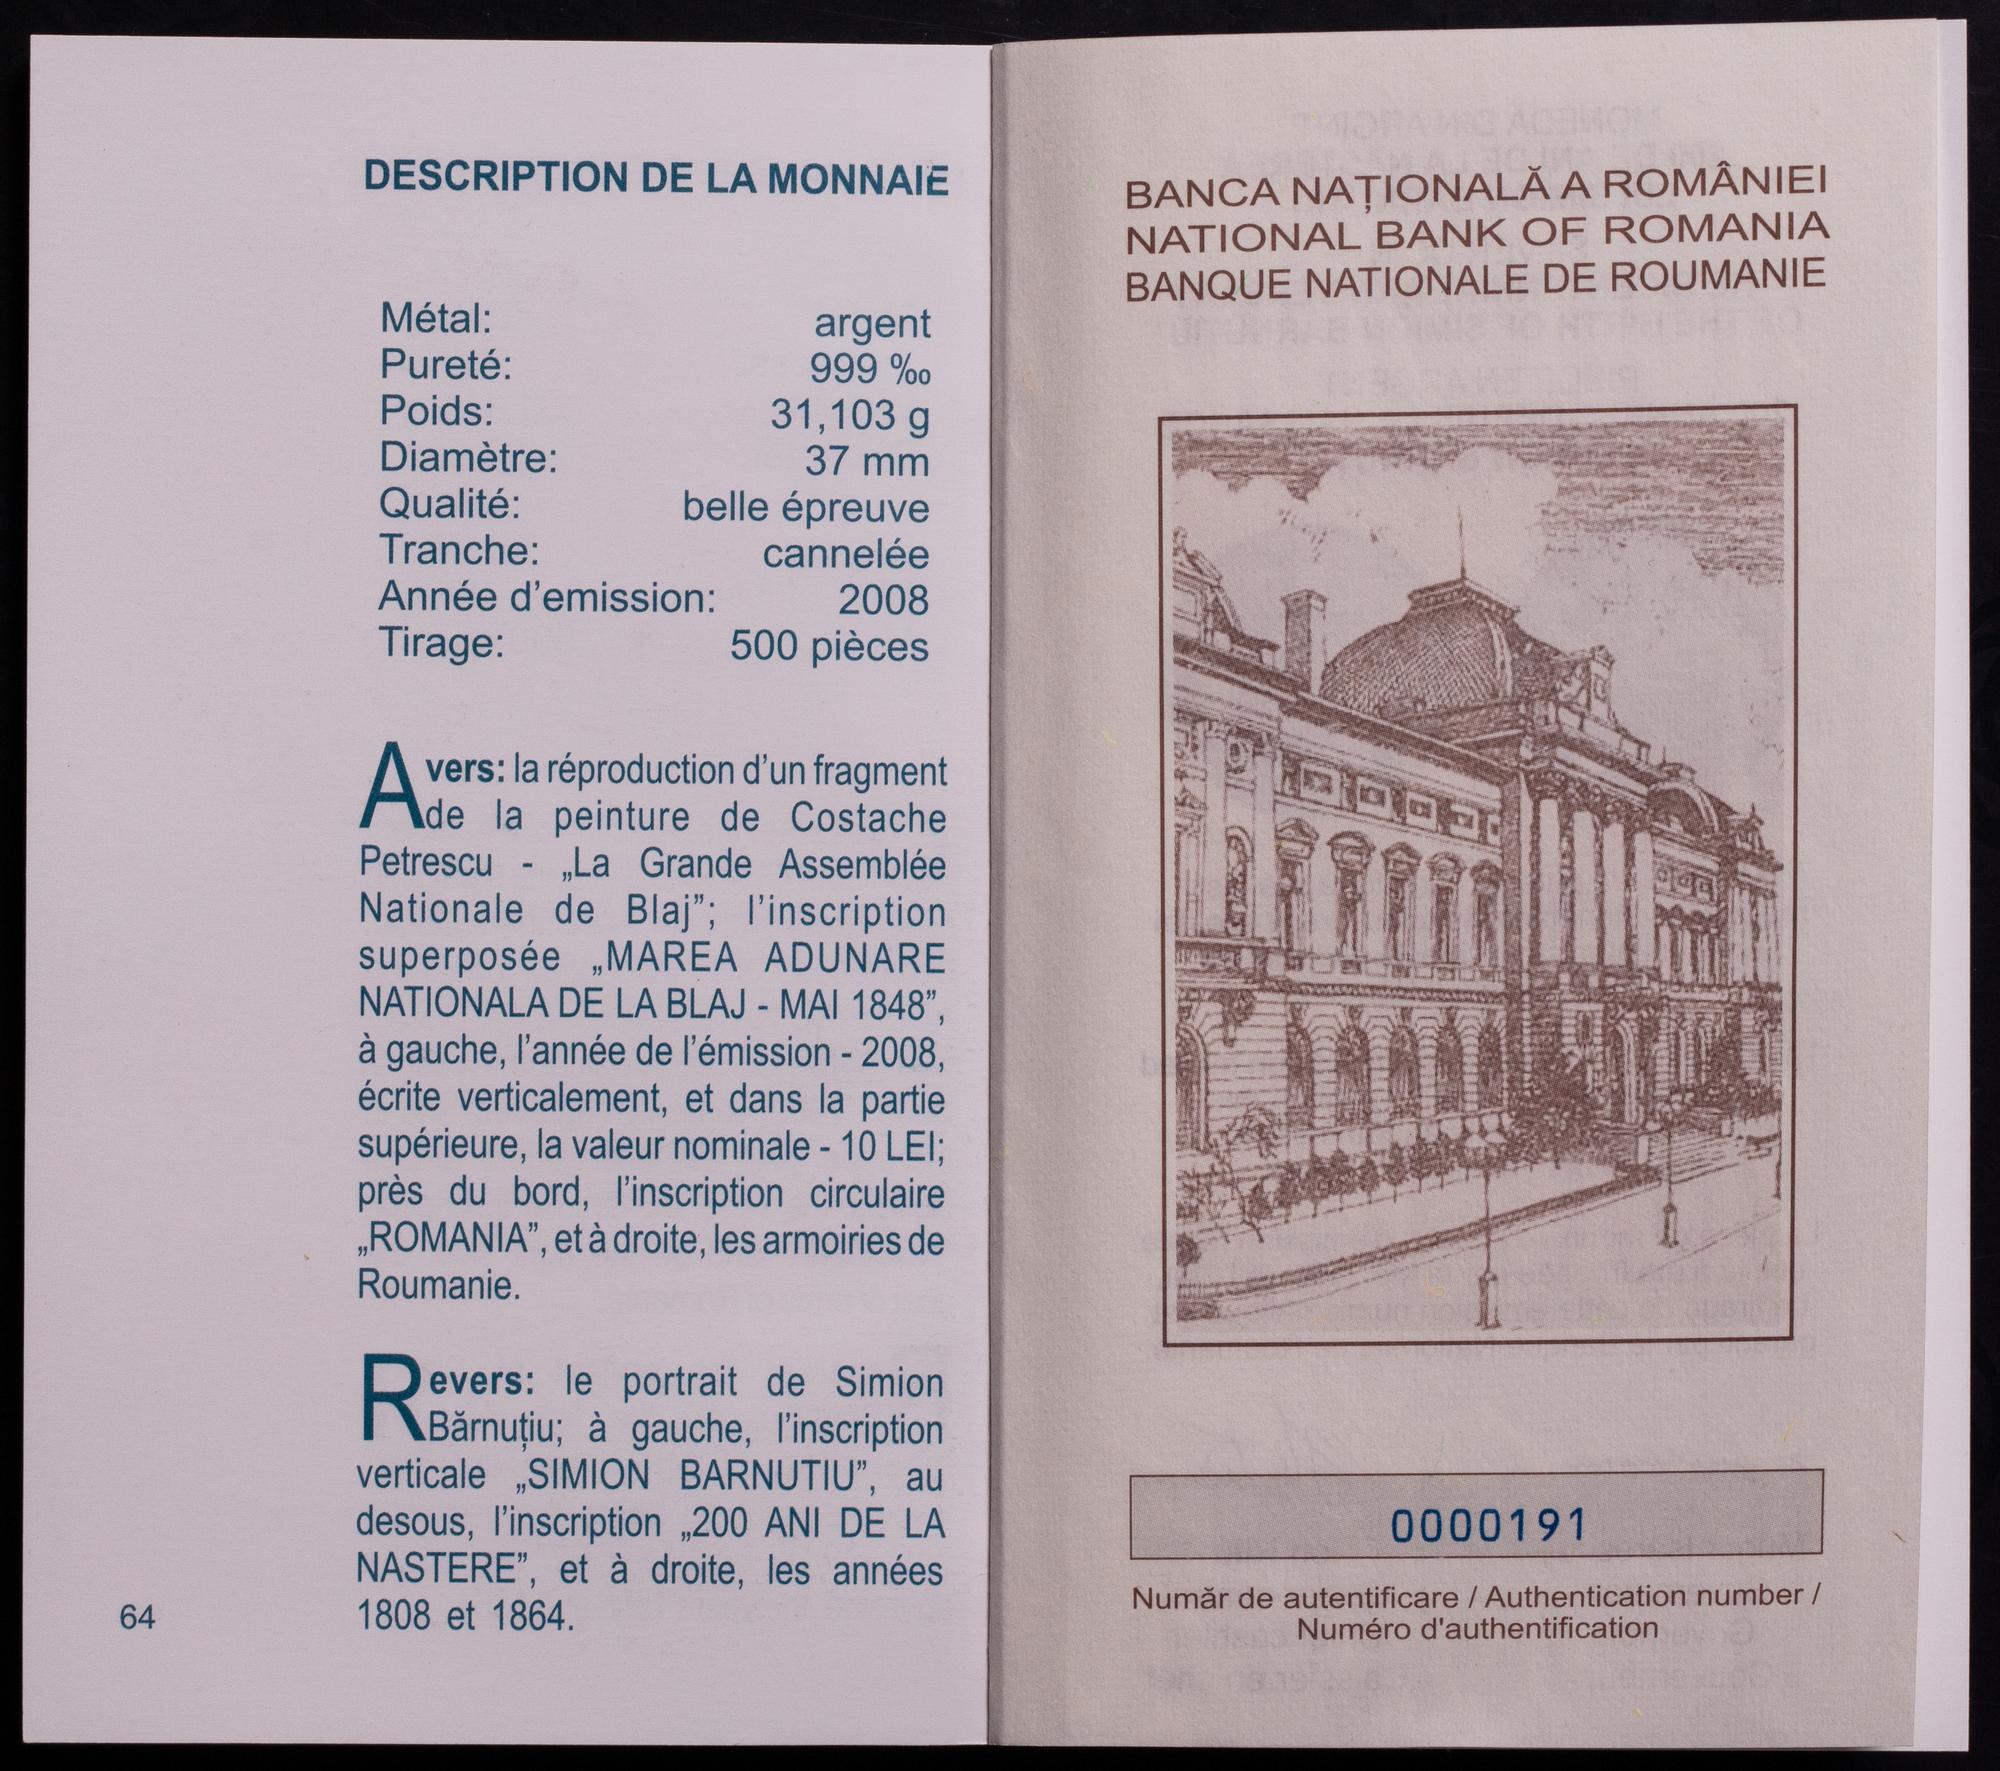 DESCRIPTION DE LA MONNAIE
Métal: argent
Pureté: 999 ‰
Poids: 31,103 g
Diamètre: 37 mm
Qualité: belle épreuve
Tranche: cannelée
Année d'emission: 2008
Tirage: 500 pièces
Avers: la réproduction d'un fragment
de la peinture de Costache
Petrescu - „La Grande Assemblée
Nationale de Blaj”; l'inscription
superposée „MAREA ADUNARE
NATIONALA DE LA BLAJ - MAI 1848”,
à gauche, l'année de l'émission - 2008,
écrite verticalement, et dans la partie
supérieure, la valeur nominale - 10 LEI;
près du bord, l'inscription circulaire
„ROMANIA”, et à droite, les armoiries de
Roumanie.
Revers: le portrait de Simion
Bărnuțiu; à gauche, l'inscription
verticale „SIMION BARNUTIU”, au
desous, l'inscription „200 ANI DE LA
NASTERE”, et à droite, les années
1808 et 1864.
64
BANCA NAȚIONALĂ A ROMÂNIEI
NATIONAL BANK OF ROMANIA
BANQUE NATIONALE DE ROUMANIE
0000191
Număr de autentificare / Authentication number /
Numéro d'authentification